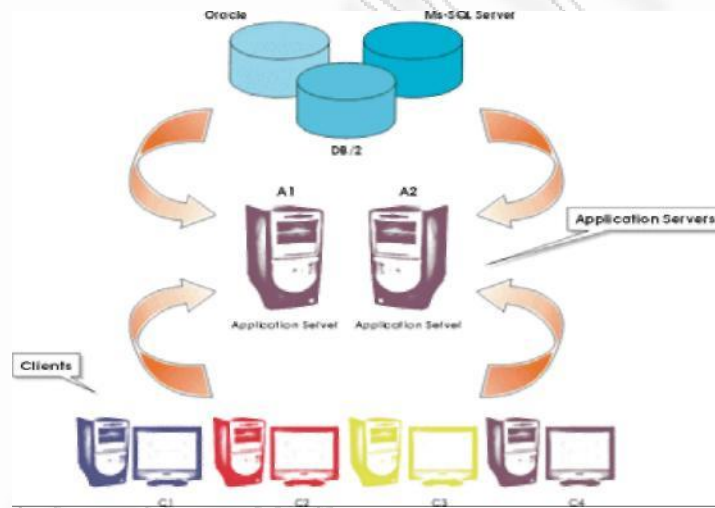 Oracle
Ms-SQL Server
DB/2
A1
A2
Application Servers
Application Server
Application Server
Clients
C1
C2
C3
C4